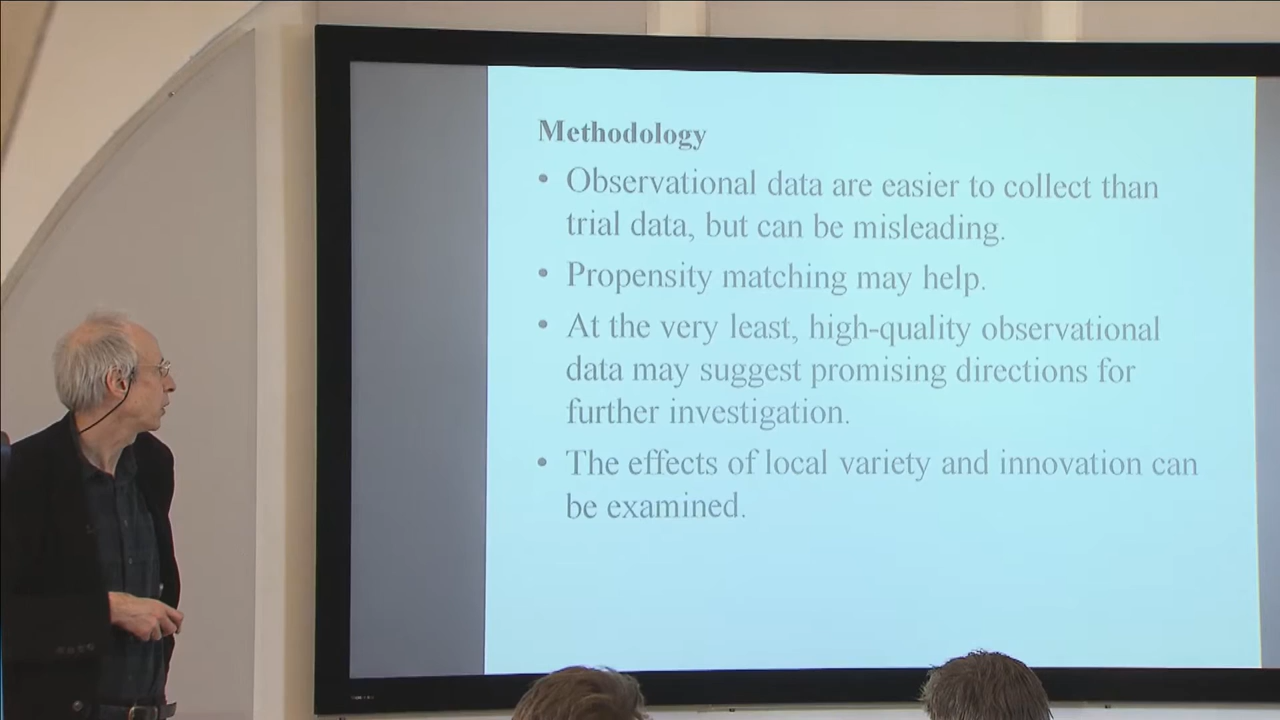 Methodology
• Observational data are easier to collect than
trial data, but can be misleading.
• Propensity matching may help.
• At the very least, high-quality observational
data may suggest promising directions for
further investigation.
• The effects of local variety and innovation can
be examined.